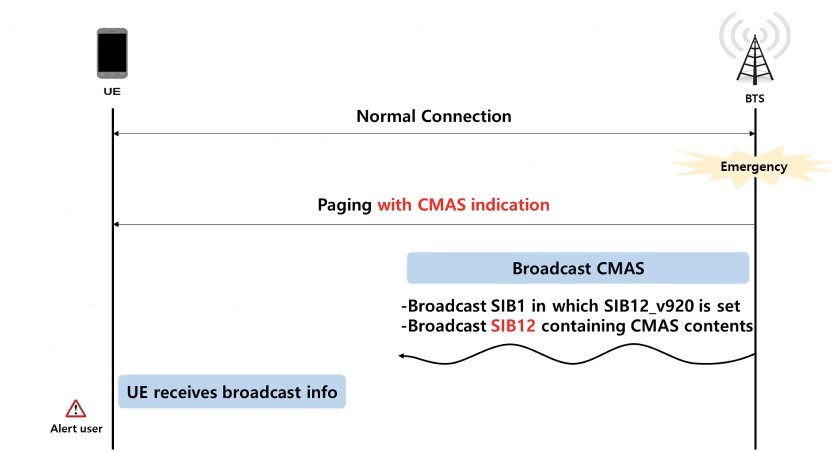 UE
BTS
Normal Connection
Emergency
Paging with CMAS indication
Broadcast CMAS
-Broadcast SIB1 in which SIB12_v920 is set
-Broadcast SIB12 containing CMAS contents
UE receives broadcast info
Alert user